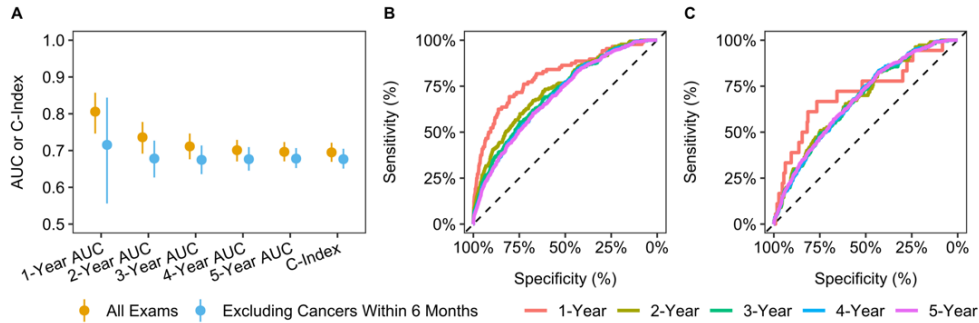 A
B
C
AUC or C-Index
1.0
0.9
0.8
0.7
0.6
0.5
1-Year AUC
2-Year AUC
3-Year AUC
4-Year AUC
5-Year AUC
C-Index
Sensitivity (%)
100%
75%
50%
25%
0%
100% 75% 50% 25% 0%
Specificity (%)
Sensitivity (%)
100%
75%
50%
25%
0%
100% 75% 50% 25% 0%
Specificity (%)
All Exams Excluding Cancers Within 6 Months
1-Year 2-Year 3-Year 4-Year 5-Year